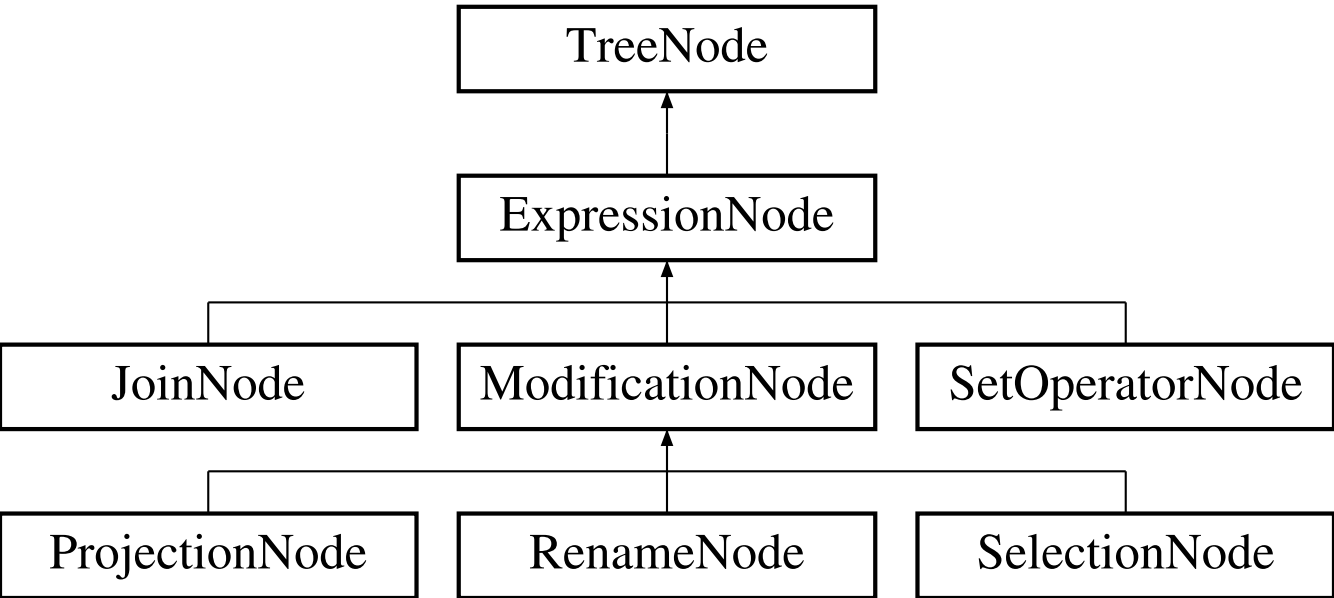 TreeNode
ExpressionNode
JoinNode
ModificationNode
SetOperatorNode
ProjectionNode
RenameNode
SelectionNode